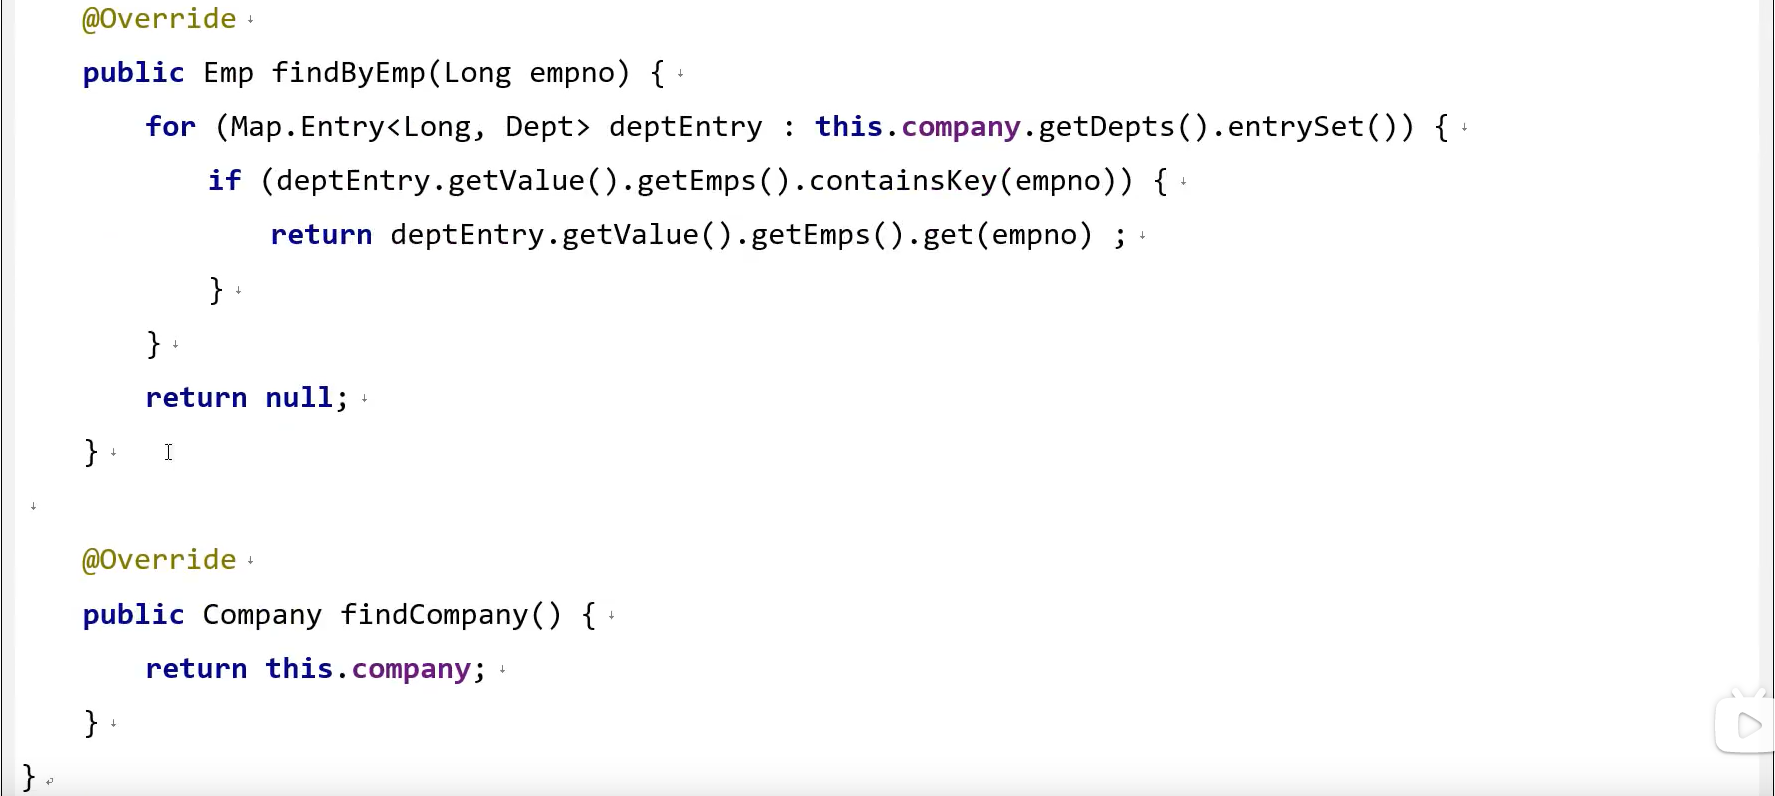 @Override
public Emp findByEmp(Long empno) {
for (Map.Entry<Long, Dept> deptEntry : this.company.getDepts().entrySet()) {
if (deptEntry.getValue().getEmps().containsKey(empno)) {
return deptEntry.getValue().getEmps().get(empno) ;
}
}
return null;
}
@Override
public Company findCompany() {
return this.company;
}
}